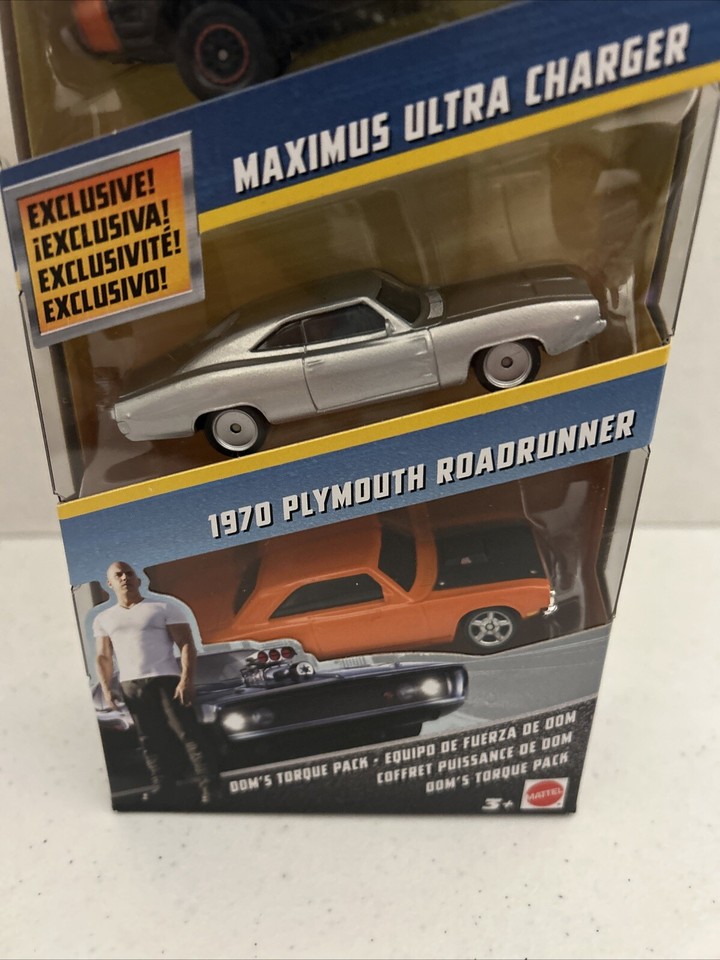 MAXIMUS ULTRA CHARGER
EXCLUSIVE!
¡EXCLUSIVA!
EXCLUSIVITÉ!
EXCLUSIVO!
1970 PLYMOUTH ROADRUNNER
DOM'S TORQUE PACK • EQUIPO DE FUERZA DE DOM
COFFRET PUISSANCE DE DOM
DOM'S TORQUE PACK
3+
MATTEL